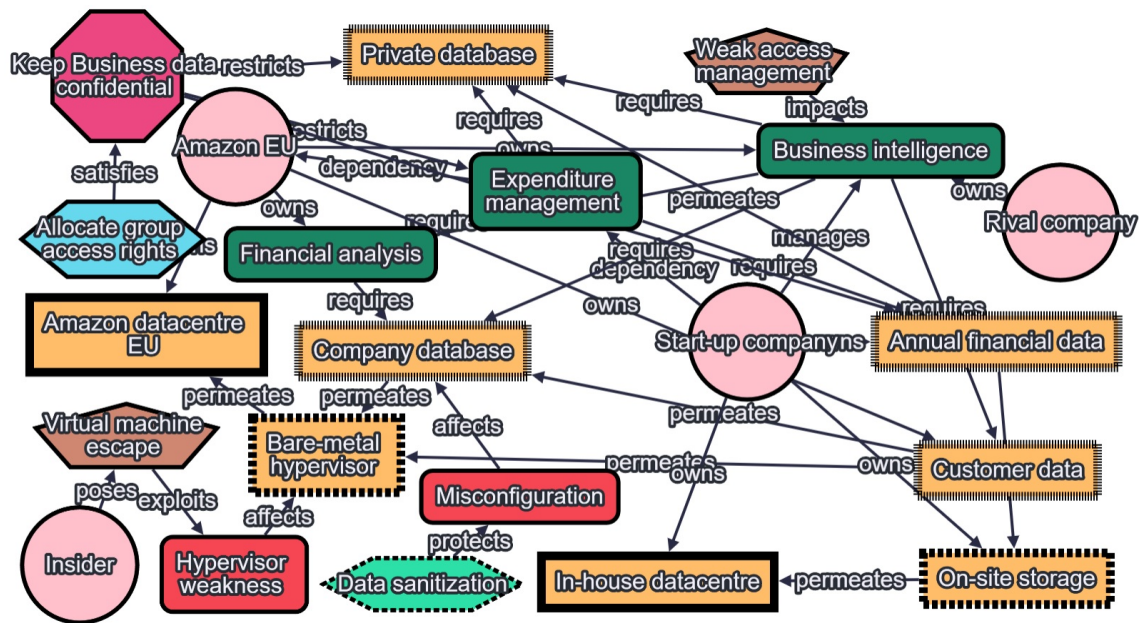 Keep Business data
confidential
restricts
Private database
Weak access
management
requires
impacts
requires
restricts
Amazon EU
owns
Business intelligence
dependency
satisfies
Expenditure
management
permeates
owns
Rival company
owns
Allocate group
access rights
Financial analysis
requires
manages
requires
dependency
requires
requires
owns
requires
Amazon datacentre
EU
Company database
Start-up company
Annual financial data
permeates
permeates
Virtual machine
escape
permeates
affects
Bare-metal
hypervisor
permeates
owns
owns
Customer data
Misconfiguration
poses
exploits
affects
protects
Insider
Hypervisor
weakness
Data sanitization
In-house datacentre
permeates
On-site storage